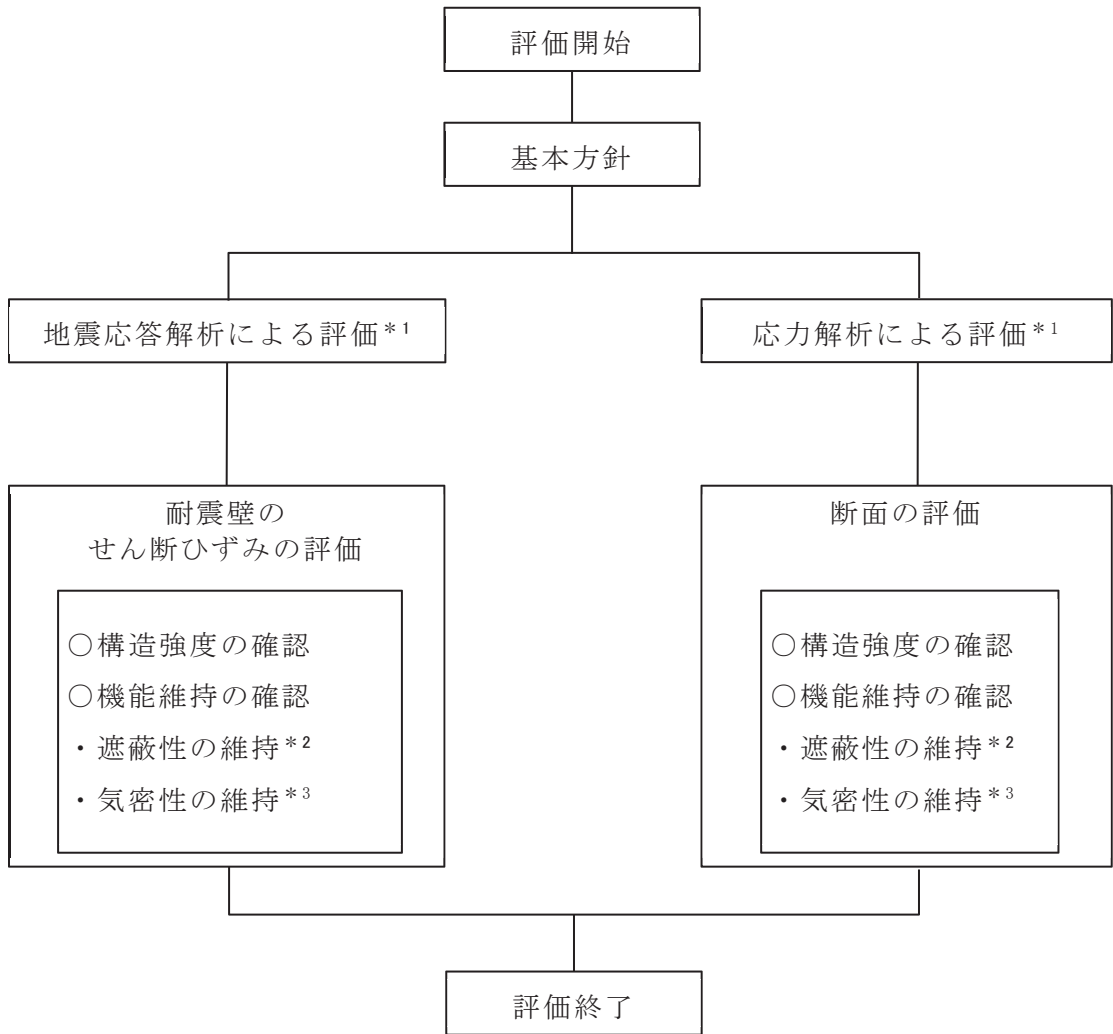 評価開始
基本方針
地震応答解析による評価*1
応力解析による評価*1
耐震壁の
せん断ひずみの評価
○構造強度の確認
○機能維持の確認
・遮蔽性の維持*2
・気密性の維持*3
断面の評価
○構造強度の確認
○機能維持の確認
・遮蔽性の維持*2
・気密性の維持*3
評価終了